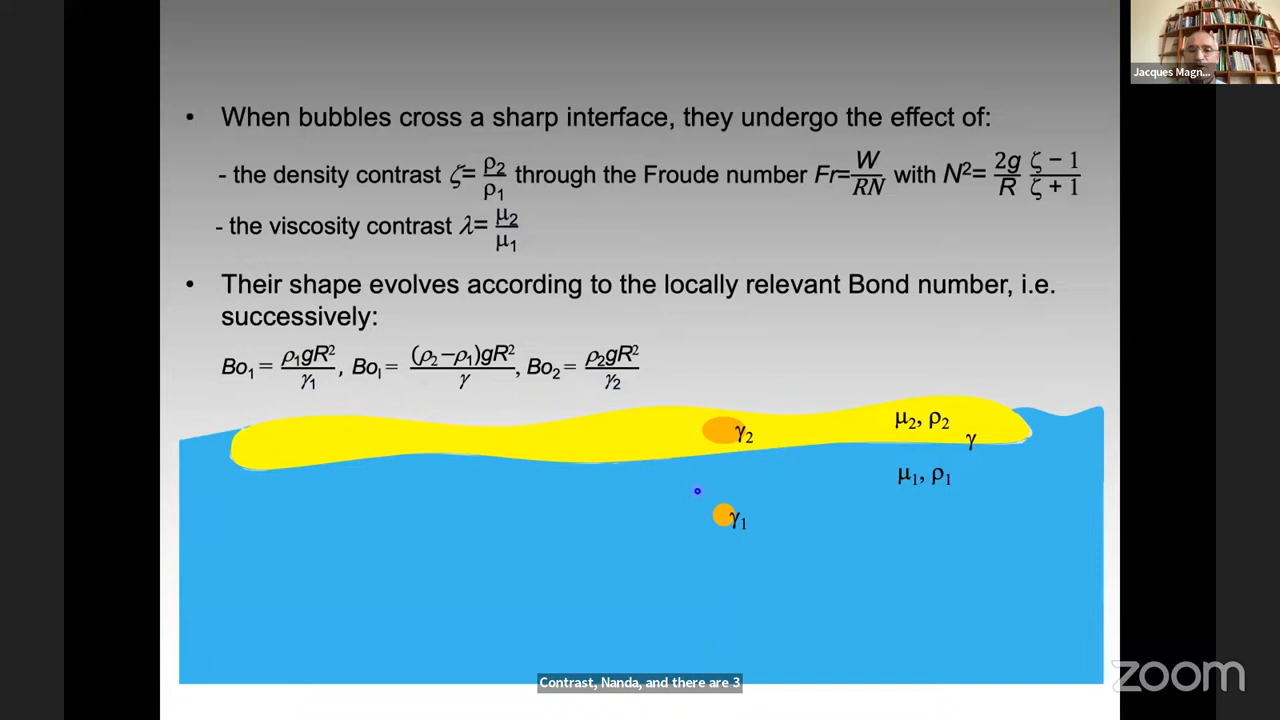 Jacques Magn...
• When bubbles cross a sharp interface, they undergo the effect of:
- the density contrast ζ= ρ2/ρ1 through the Froude number Fr= W/RN with N²= 2g/R ζ − 1/ζ + 1
- the viscosity contrast λ= μ2/μ1
• Their shape evolves according to the locally relevant Bond number, i.e.
successively:
Bo1 = ρ1gR²/γ1 , BoI = (ρ2−ρ1)gR²/γ , Bo2 = ρ2gR²/γ2
μ2, ρ2
γ2
γ
μ1, ρ1
γ1
zoom
Contrast, Nanda, and there are 3